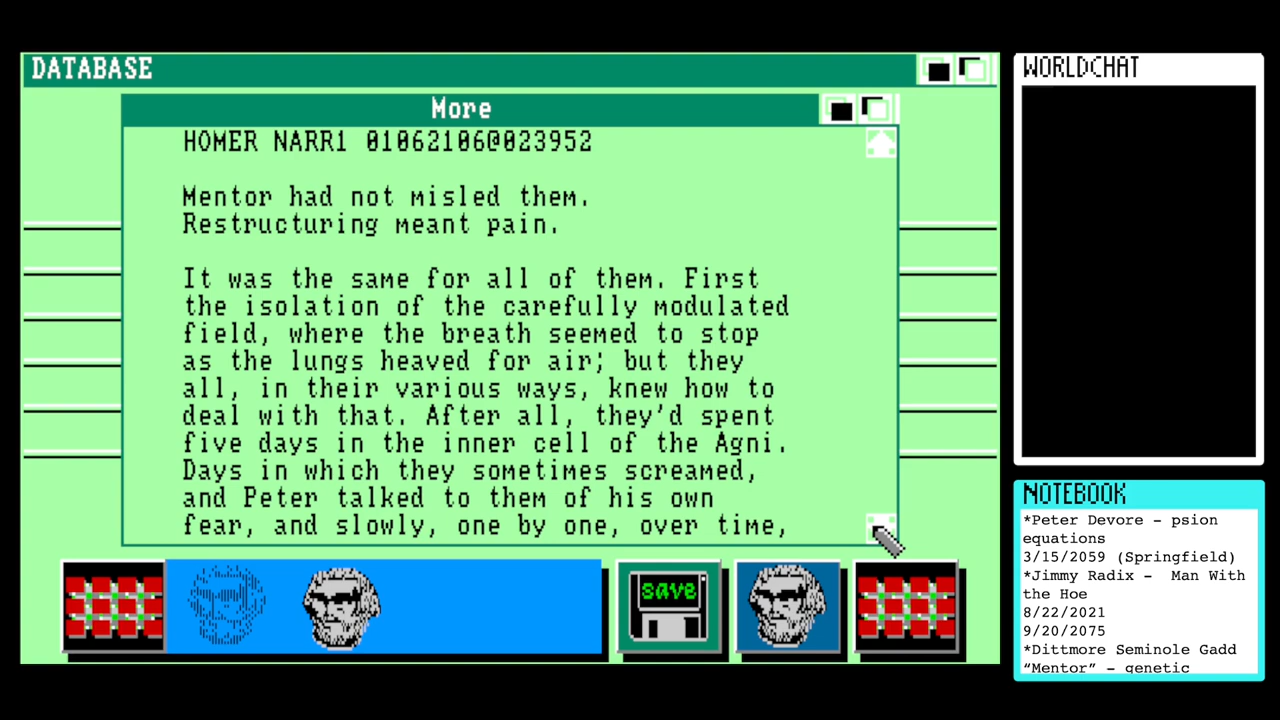 DATABASE
More
HOMER NARR1 01062106@023952
Mentor had not misled them.
Restructuring meant pain.
It was the same for all of them. First
the isolation of the carefully modulated
field, where the breath seemed to stop
as the lungs heaved for air; but they
all, in their various ways, knew how to
deal with that. After all, they'd spent
five days in the inner cell of the Agni.
Days in which they sometimes screamed,
and Peter talked to them of his own
fear, and slowly, one by one, over time,
save
WORLDCHAT
NOTEBOOK
*Peter Devore - psion
equations
3/15/2059 (Springfield)
*Jimmy Radix - Man With
the Hoe
8/22/2021
9/20/2075
*Dittmore Seminole Gadd
“Mentor” - genetic